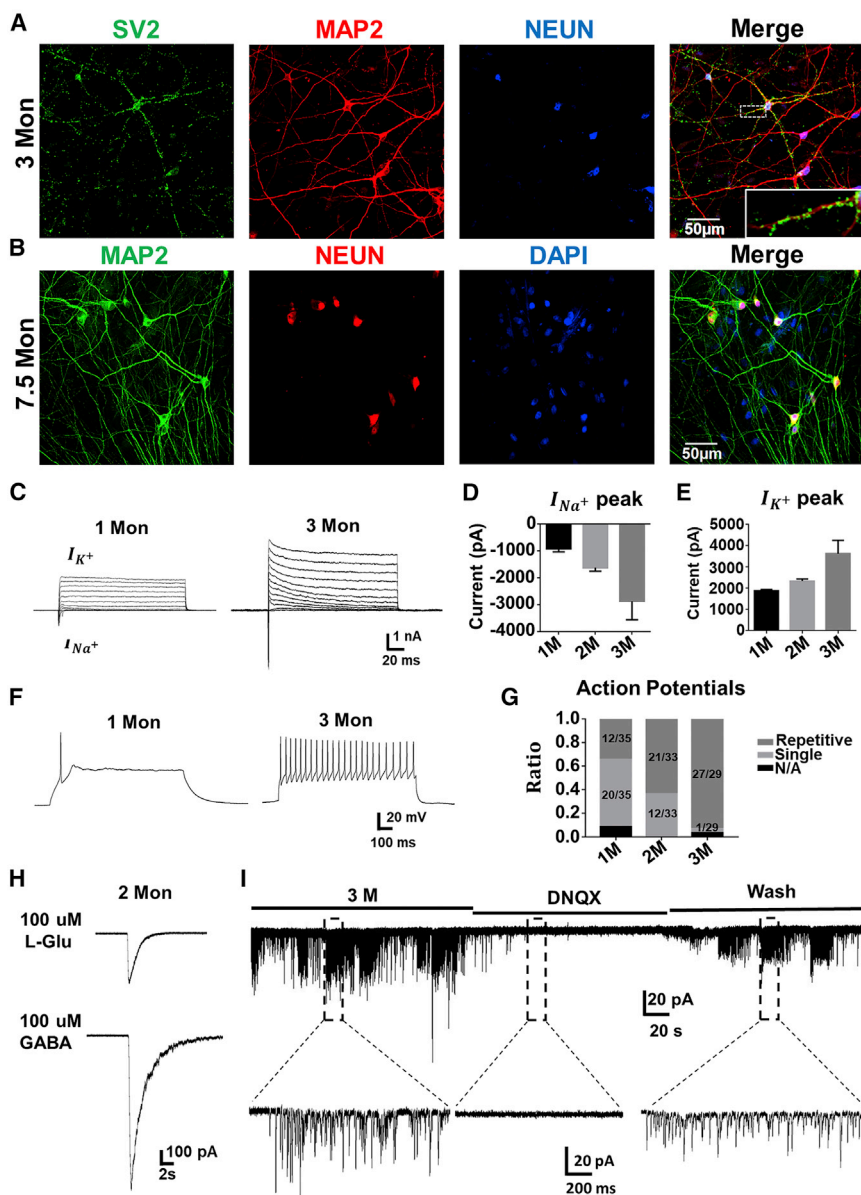 A
SV2
MAP2
NEUN
Merge
3 Mon
50μm
B
MAP2
NEUN
DAPI
Merge
7.5 Mon
50μm
C
1 Mon
3 Mon
I_K+
I_Na+
1 nA
20 ms
D
I_Na+ peak
Current (pA)
0
-1000
-2000
-3000
-4000
1M
2M
3M
E
I_K+ peak
Current (pA)
5000
4000
3000
2000
1000
0
1M
2M
3M
F
1 Mon
3 Mon
20 mV
100 ms
G
Action Potentials
Ratio
1.0
0.8
0.6
0.4
0.2
0.0
12/35
20/35
21/33
12/33
27/29
1/29
1M
2M
3M
Repetitive
Single
N/A
H
2 Mon
100 uM
L-Glu
100 uM
GABA
100 pA
2s
I
3 M
DNQX
Wash
20 pA
20 s
20 pA
200 ms